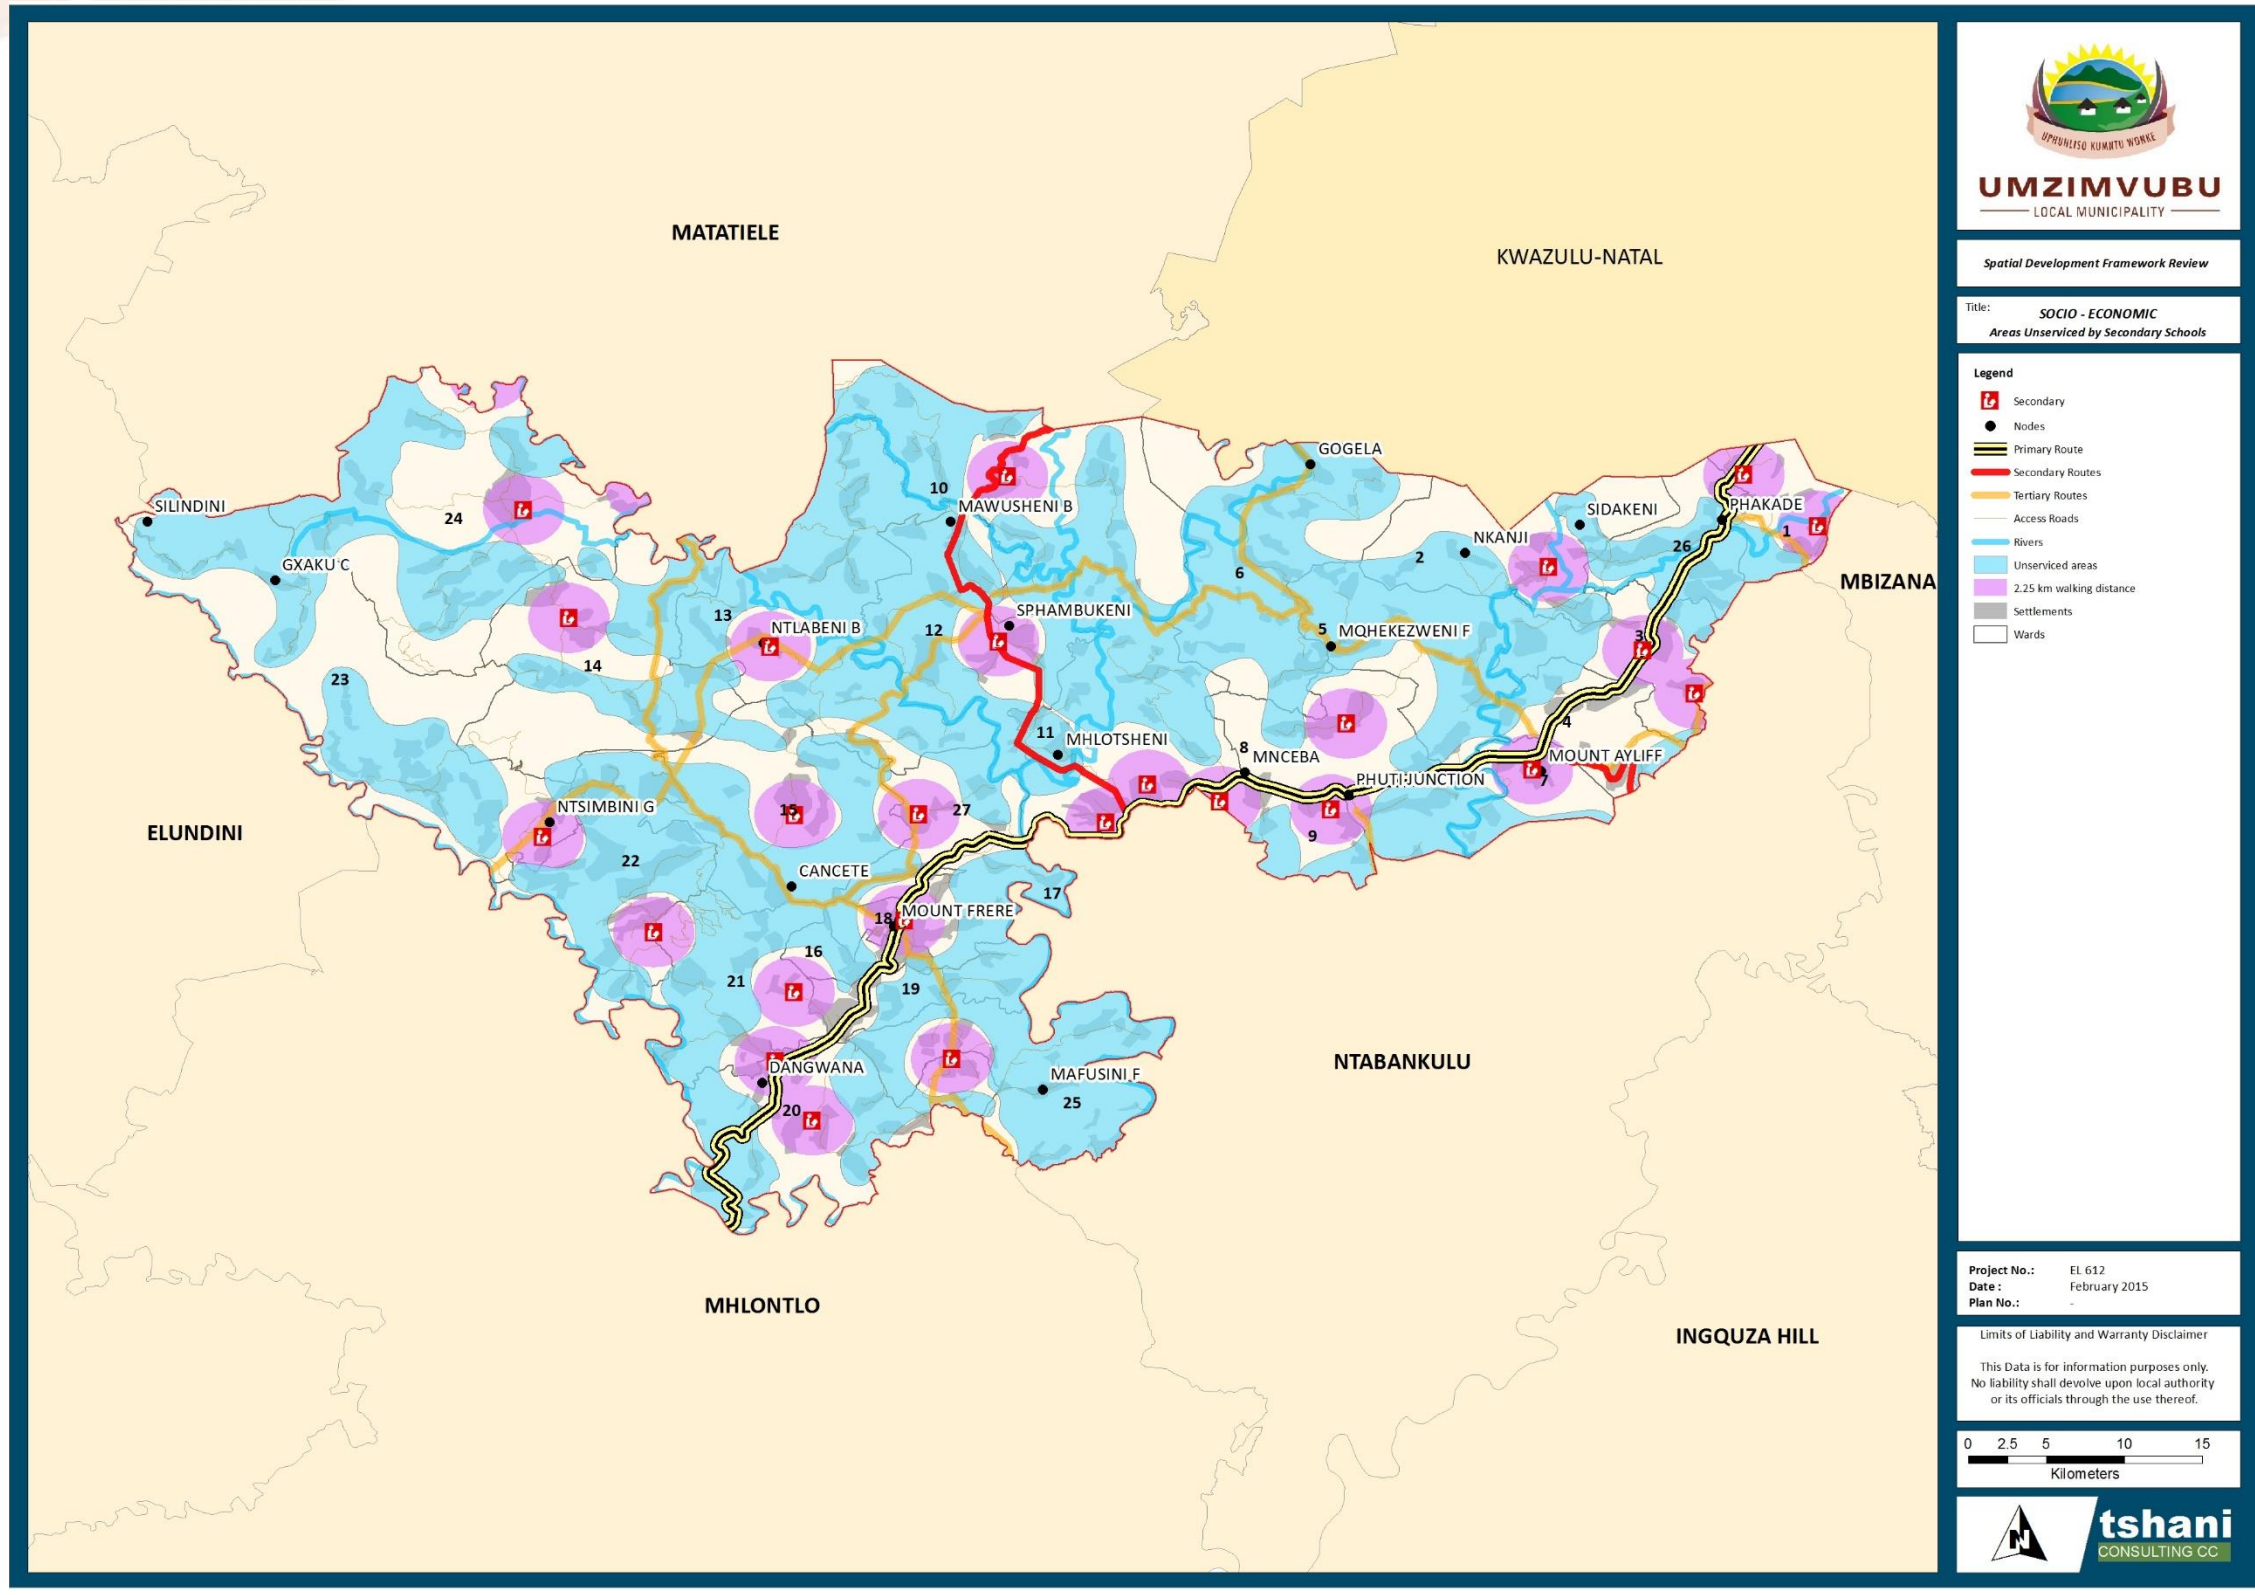 MATATIELE
KWAZULU-NATAL
GOGELA
SILINDINI
10
MAWUSHENI B
SIDAKENI
PHAKADE
24
NKANJI
1
26
2
GXAKU C
6
MBIZANA
SPHAMBUKENI
13
NTLABENI B
12
5
MQHEKEZWENI F
3
14
23
4
11
MHLOTSHENI
8
MNCEBA
MOUNT AYLIFF
7
PHUTI JUNCTION
NTSIMBINI G
15
27
ELUNDINI
9
22
CANCETE
17
18
MOUNT FRERE
16
21
19
NTABANKULU
DANGWANA
MAFUSINI F
25
20
MHLONTLO
INGQUZA HILL
UPHUHLISO KUMNTU WONKE
UMZIMVUBU
LOCAL MUNICIPALITY
Spatial Development Framework Review
Title:
SOCIO - ECONOMIC
Areas Unserviced by Secondary Schools
Legend
Secondary
Nodes
Primary Route
Secondary Routes
Tertiary Routes
Access Roads
Rivers
Unserviced areas
2.25 km walking distance
Settlements
Wards
Project No.: EL 612
Date : February 2015
Plan No.: -
Limits of Liability and Warranty Disclaimer
This Data is for information purposes only.
No liability shall devolve upon local authority
or its officials through the use thereof.
0 2.5 5 10 15
Kilometers
N
tshani
CONSULTING CC